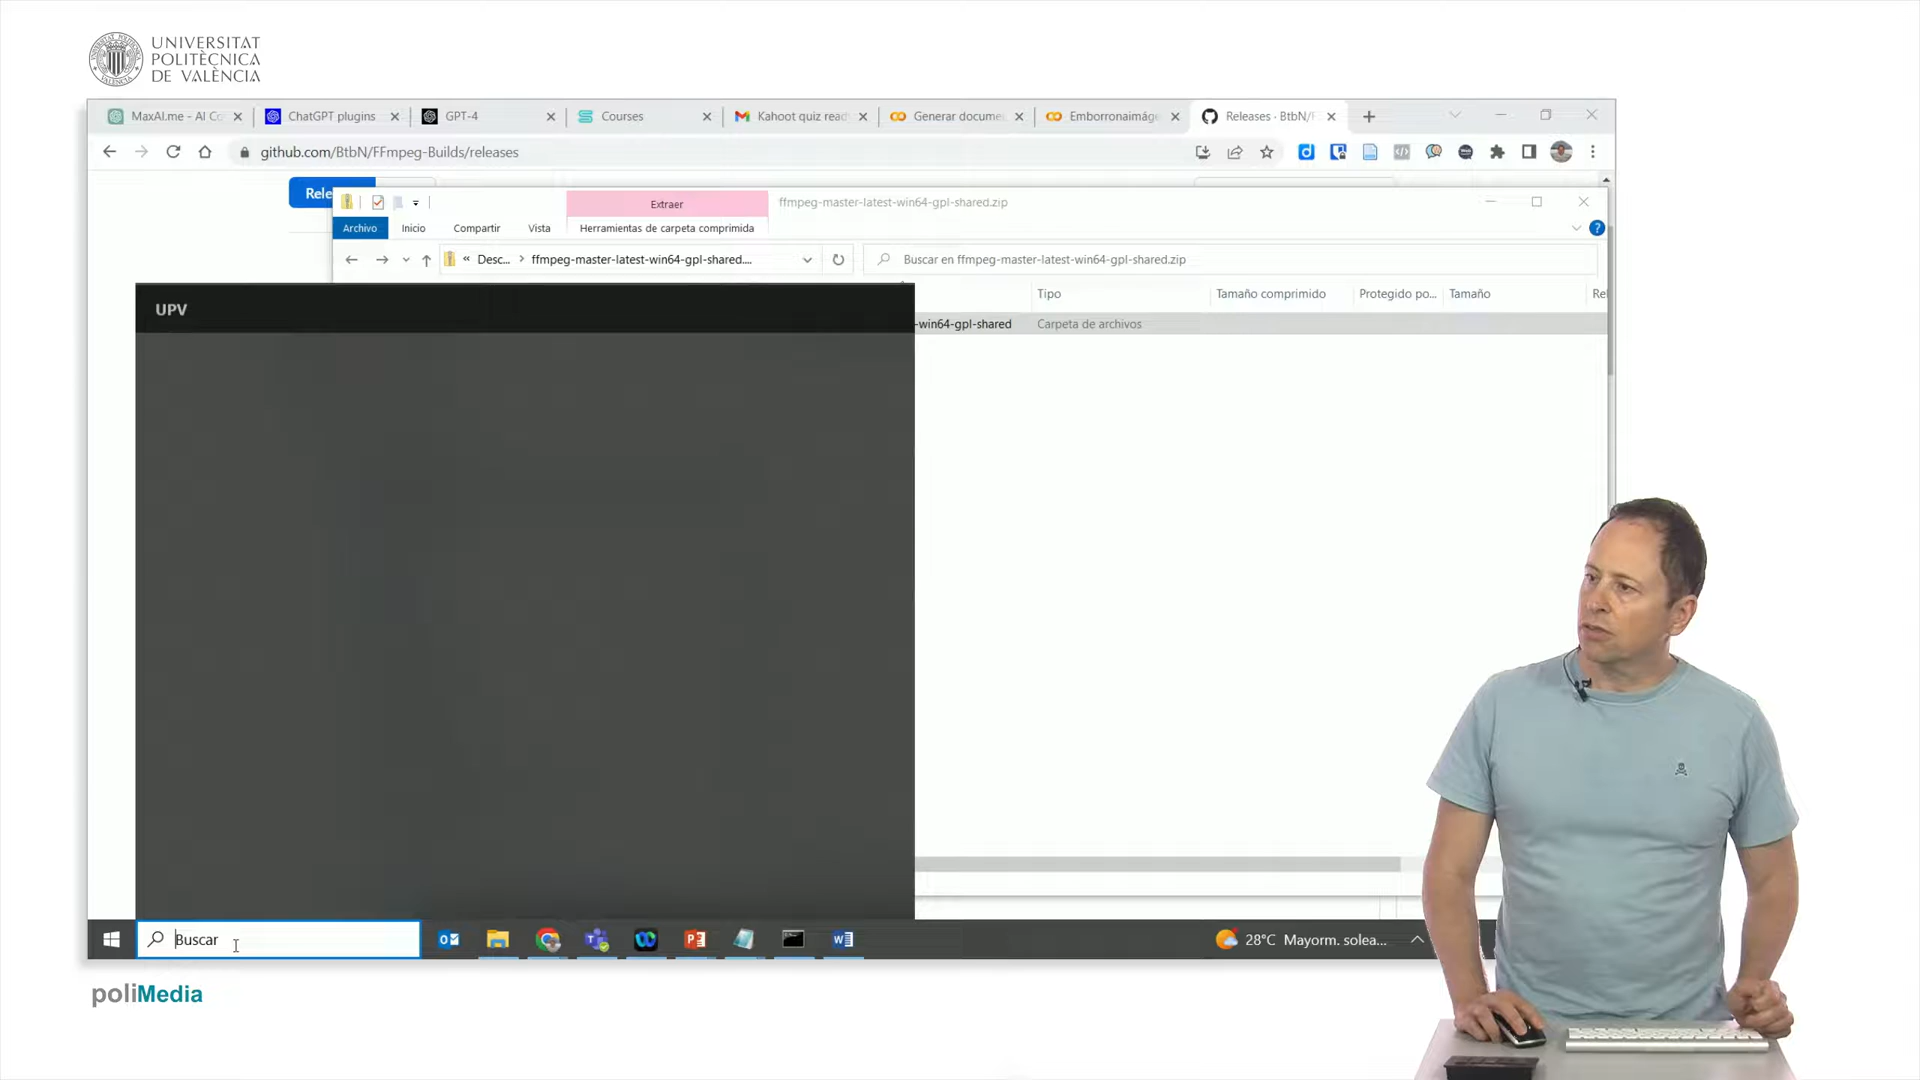 UNIVERSITAT
POLITÈCNICA
DE VALÈNCIA
MaxAI.me - AI Co
ChatGPT plugins
GPT-4
Courses
Kahoot quiz read
Generar docume
Emborronaimág
Releases · BtbN/F
github.com/BtbN/FFmpeg-Builds/releases
Rele
Extraer
ffmpeg-master-latest-win64-gpl-shared.zip
Archivo
Inicio
Compartir
Vista
Herramientas de carpeta comprimida
?
« Desc... > ffmpeg-master-latest-win64-gpl-shared....
Buscar en ffmpeg-master-latest-win64-gpl-shared.zip
Tipo
Tamaño comprimido
Protegido po...
Tamaño
Rel
UPV
-win64-gpl-shared
Carpeta de archivos
Buscar
28°C Mayorm. solea...
poliMedia